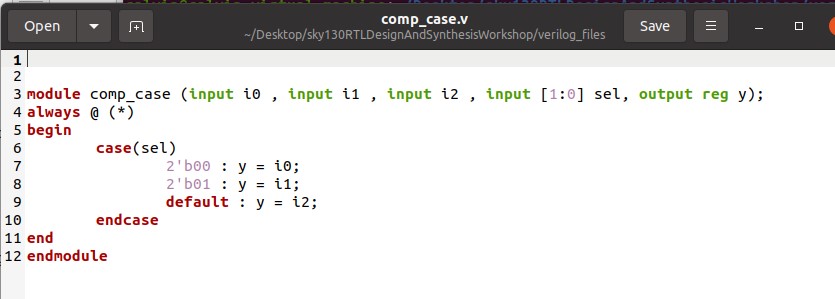 Open
comp_case.v
~/Desktop/sky130RTLDesignAndSynthesisWorkshop/verilog_files
Save
1
2
3 module comp_case (input i0 , input i1 , input i2 , input [1:0] sel, output reg y);
4 always @ (*)
5 begin
6 case(sel)
7 2'b00 : y = i0;
8 2'b01 : y = i1;
9 default : y = i2;
10 endcase
11 end
12 endmodule